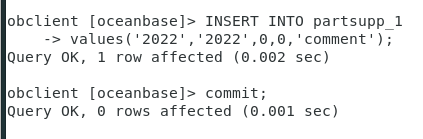 obclient [oceanbase]> INSERT INTO partsupp_1
-> values('2022','2022',0,0,'comment');
Query OK, 1 row affected (0.002 sec)
obclient [oceanbase]> commit;
Query OK, 0 rows affected (0.001 sec)